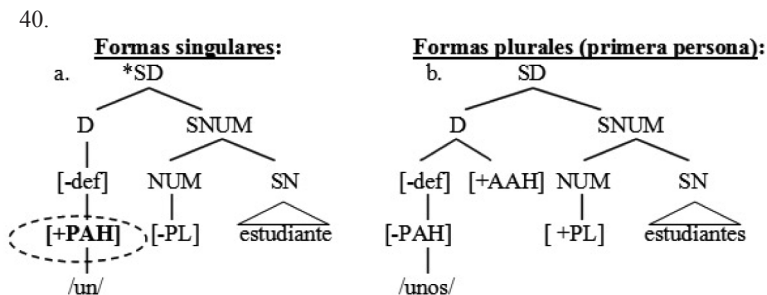 40.
Formas singulares: Formas plurales (primera persona):
a. *SD b. SD
D SNUM D SNUM
[-def] NUM SN [-def] [+AAH] NUM SN
[+PAH] [-PL] estudiante [-PAH] [ +PL] estudiantes
/un/ /unos/